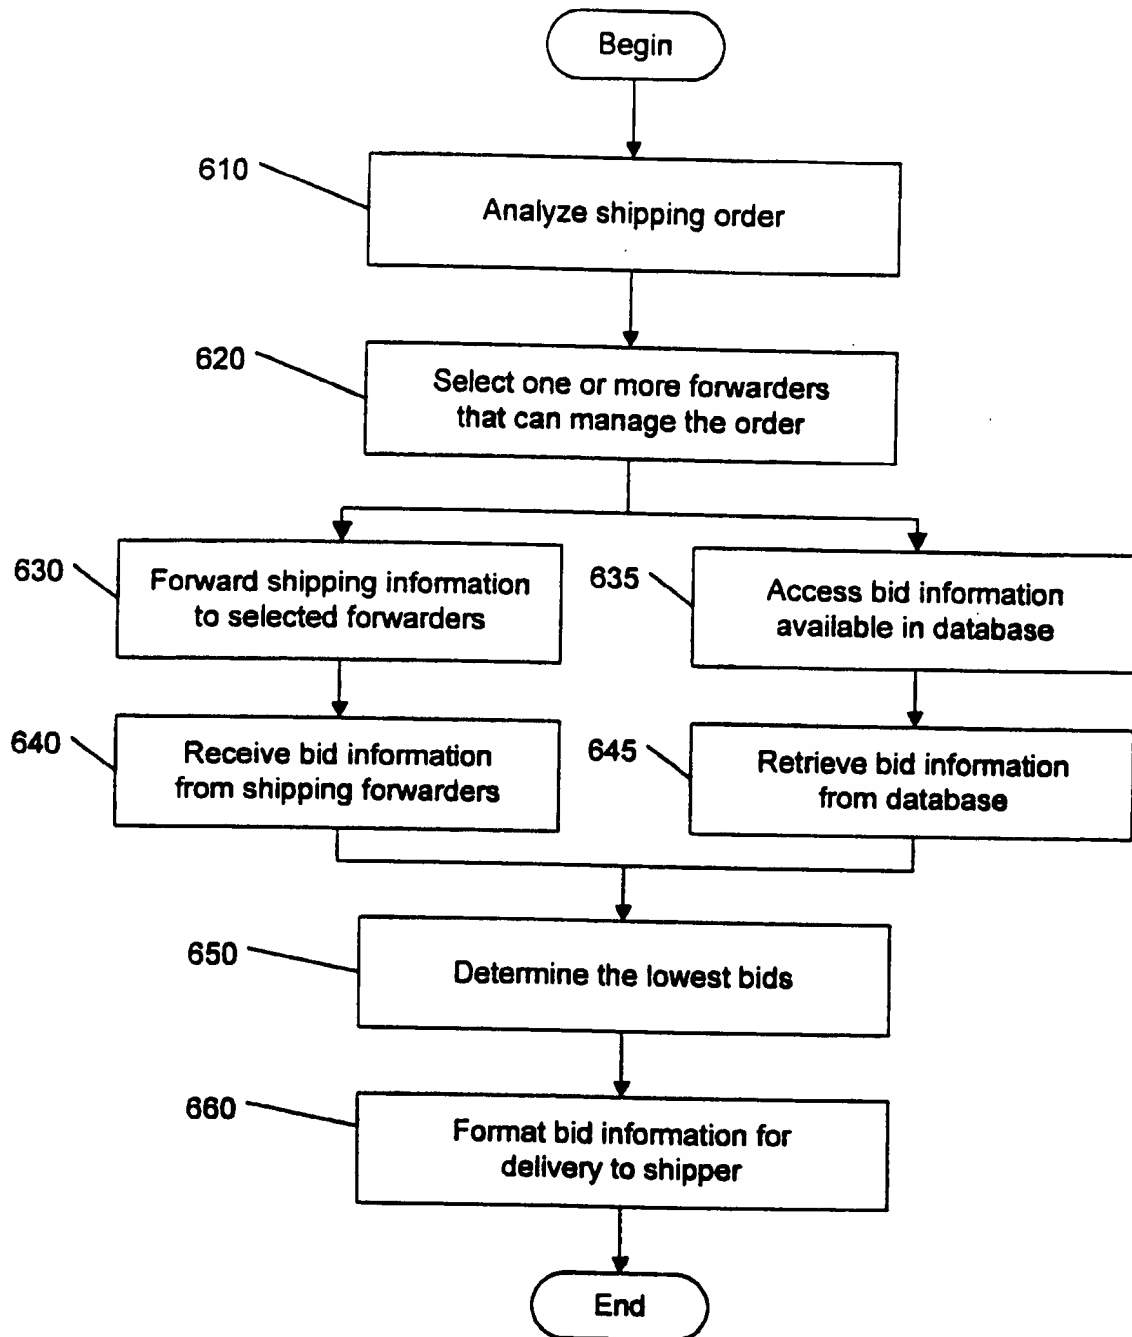 Begin
610
Analyze shipping order
620
Select one or more forwarders
that can manage the order
630
Forward shipping information
to selected forwarders
635
Access bid information
available in database
640
Receive bid information
from shipping forwarders
645
Retrieve bid information
from database
650
Determine the lowest bids
660
Format bid information for
delivery to shipper
End